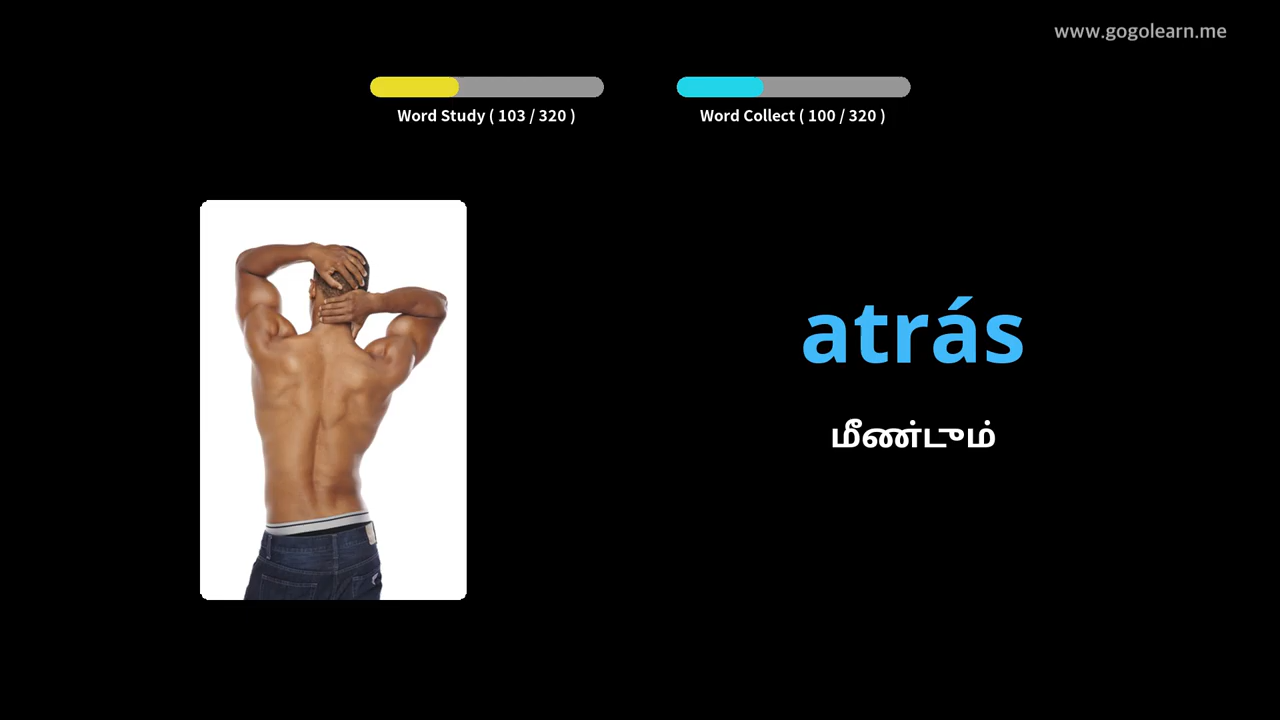 www.gogolearn.me
Word Study ( 103 / 320 )
Word Collect ( 100 / 320 )
atrás
மீண்டும்